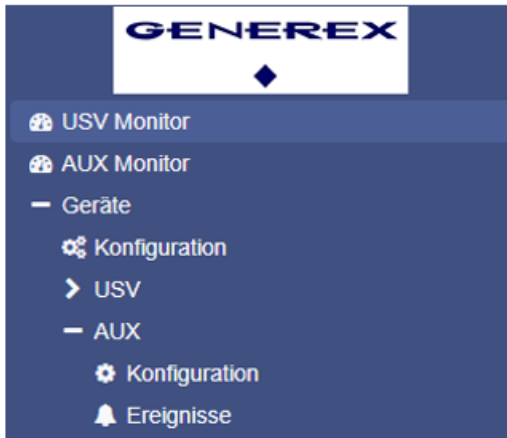 GENEREX
USV Monitor
AUX Monitor
Geräte
Konfiguration
USV
AUX
Konfiguration
Ereignisse